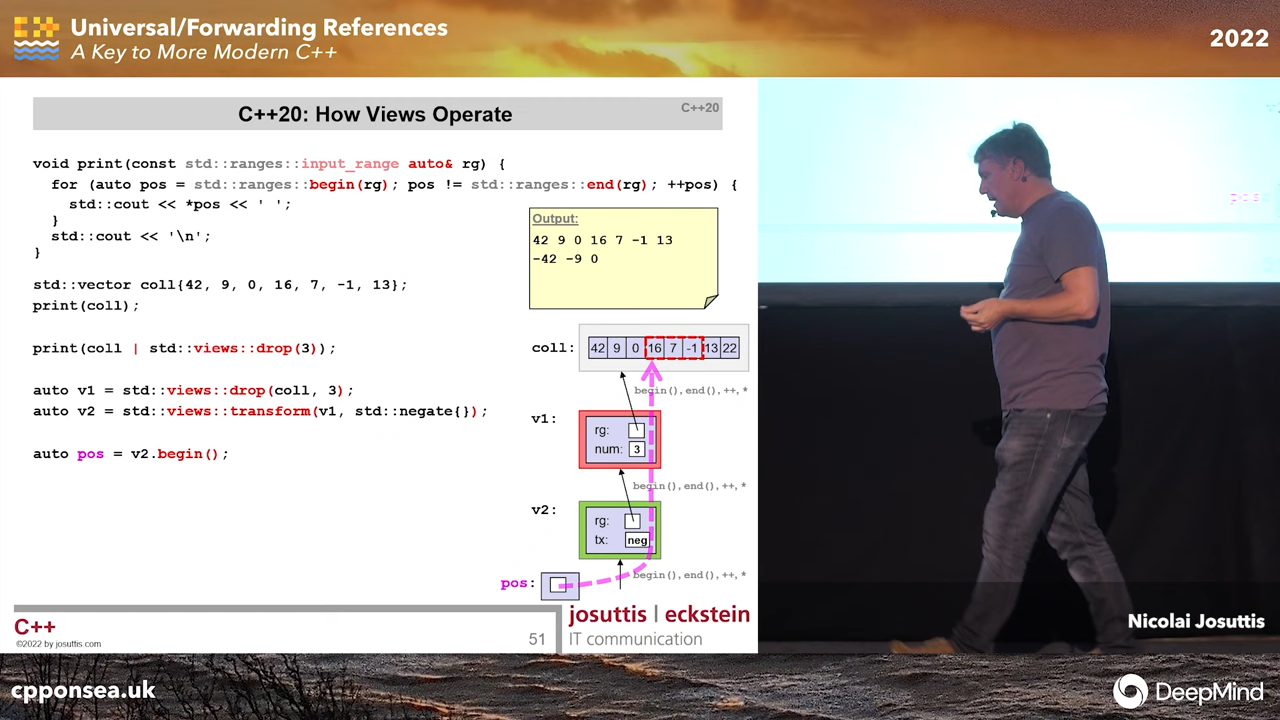 Universal/Forwarding References
A Key to More Modern C++
2022
C++20: How Views Operate
C++20
void print(const std::ranges::input_range auto& rg) {
for (auto pos = std::ranges::begin(rg); pos != std::ranges::end(rg); ++pos) {
std::cout << *pos << ' ';
}
std::cout << '\n';
}
std::vector coll{42, 9, 0, 16, 7, -1, 13};
print(coll);
print(coll | std::views::drop(3));
auto v1 = std::views::drop(coll, 3);
auto v2 = std::views::transform(v1, std::negate{});
auto pos = v2.begin();
Output:
42 9 0 16 7 -1 13
-42 -9 0
coll: 42 9 0 16 7 -1 13 22
begin(), end(), ++, *
v1:
rg:
num: 3
begin(), end(), ++, *
v2:
rg:
tx: neg
begin(), end(), ++, *
pos:
C++
©2022 by josuttis.com
51
josuttis | eckstein
IT communication
pos
Nicolai Josuttis
cpponsea.uk
DeepMind